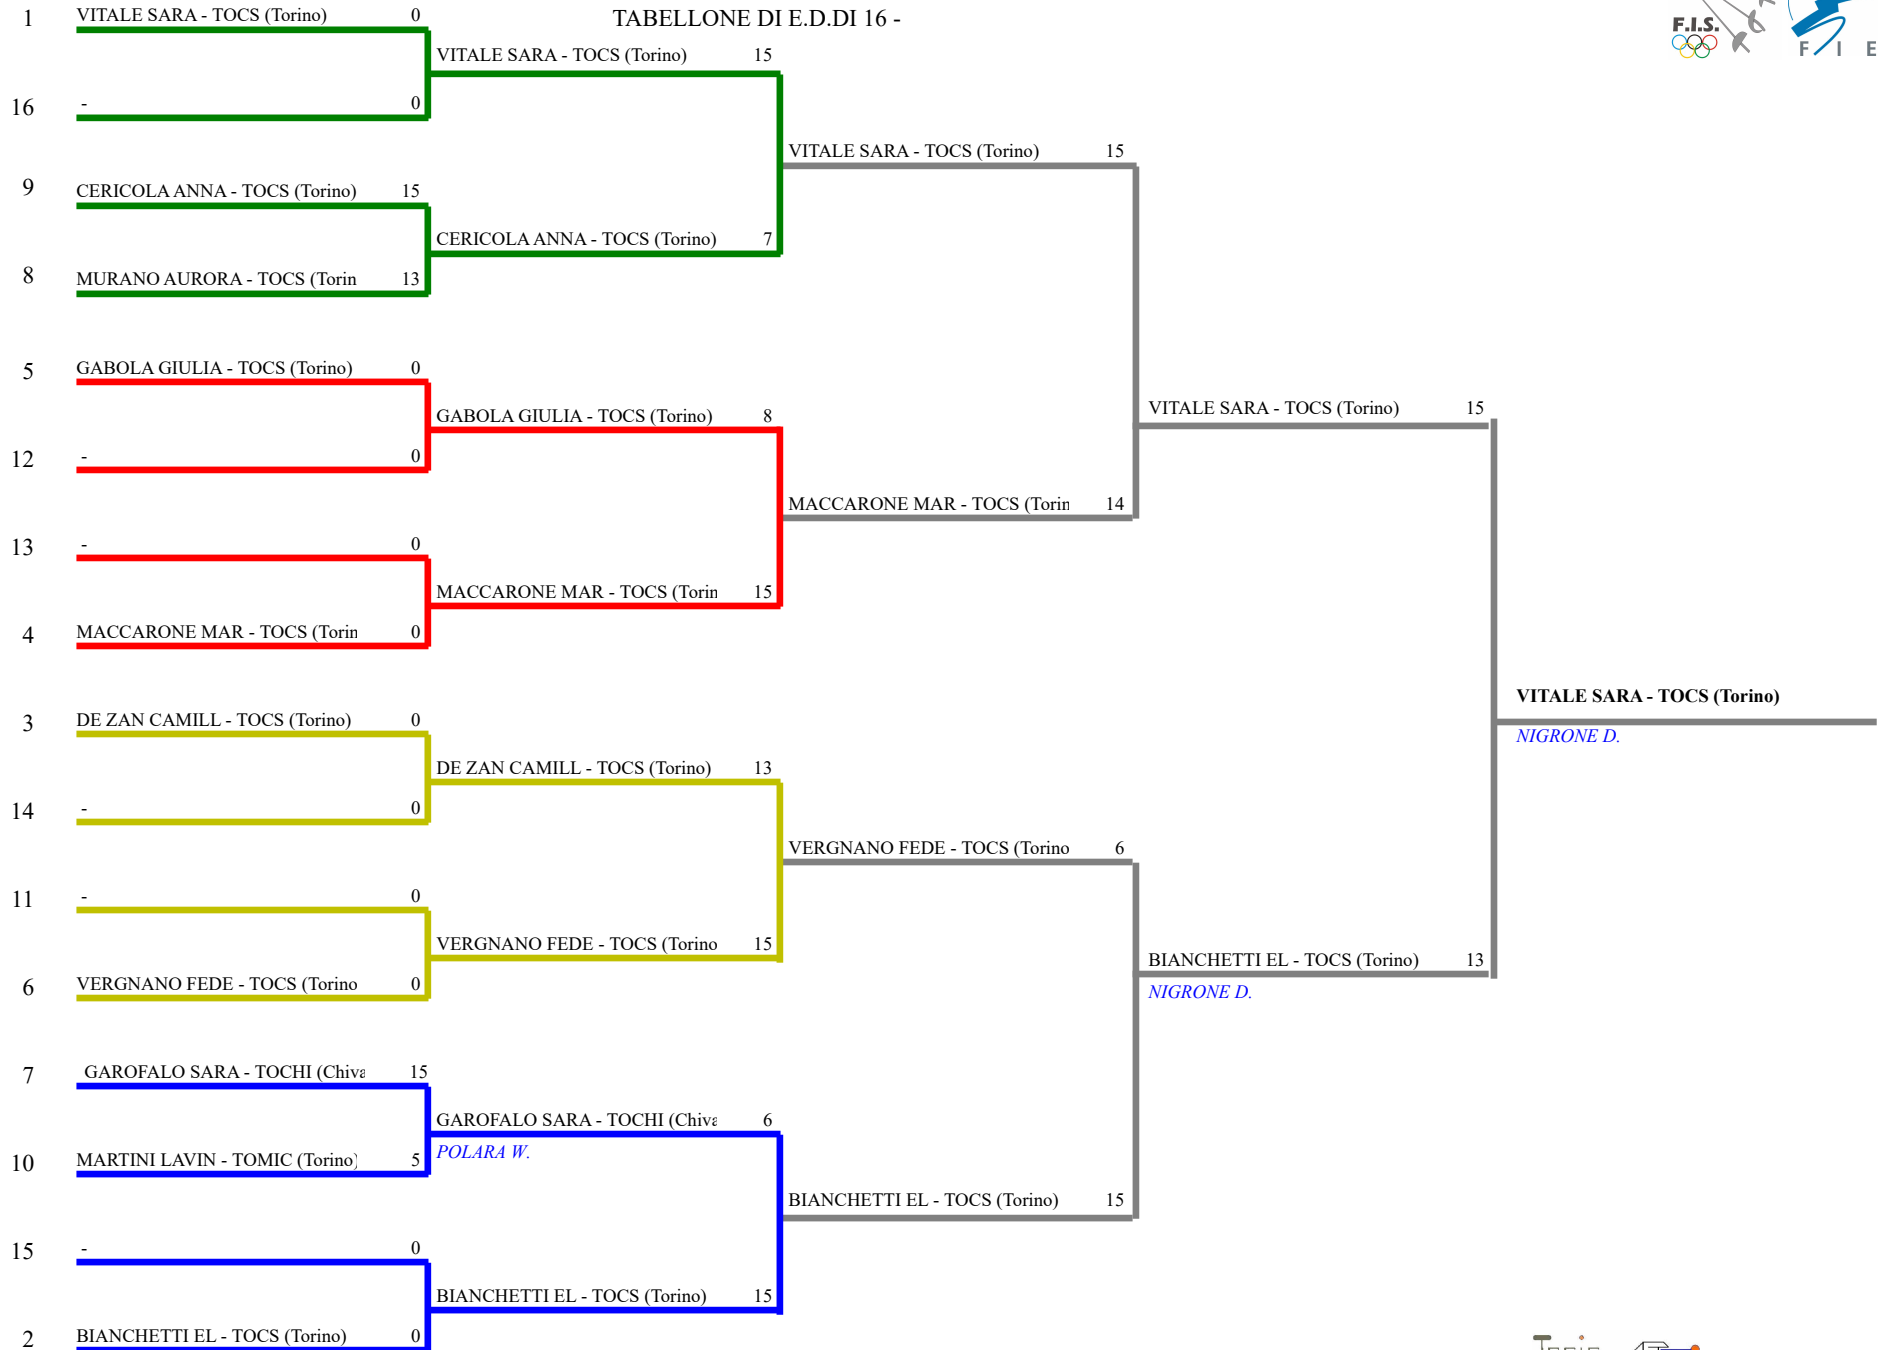 TABELLONE DI E.D.DI 16 -
F.I.S.
F I E
1 VITALE SARA - TOCS (Torino) 0
VITALE SARA - TOCS (Torino) 15
16 - 0
VITALE SARA - TOCS (Torino) 15
9 CERICOLA ANNA - TOCS (Torino) 15
CERICOLA ANNA - TOCS (Torino) 7
8 MURANO AURORA - TOCS (Torin 13
5 GABOLA GIULIA - TOCS (Torino) 0
VITALE SARA - TOCS (Torino) 15
GABOLA GIULIA - TOCS (Torino) 8
12 - 0
MACCARONE MAR - TOCS (Torin 14
13 - 0
MACCARONE MAR - TOCS (Torin 15
4 MACCARONE MAR - TOCS (Torin 0
VITALE SARA - TOCS (Torino)
NIGRONE D.
3 DE ZAN CAMILL - TOCS (Torino) 0
DE ZAN CAMILL - TOCS (Torino) 13
14 - 0
VERGNANO FEDE - TOCS (Torino 6
11 - 0
VERGNANO FEDE - TOCS (Torino 15
BIANCHETTI EL - TOCS (Torino) 13
NIGRONE D.
6 VERGNANO FEDE - TOCS (Torino 0
7 GAROFALO SARA - TOCHI (Chiva 15
GAROFALO SARA - TOCHI (Chiva 6
POLARA W.
10 MARTINI LAVIN - TOMIC (Torino) 5
BIANCHETTI EL - TOCS (Torino) 15
15 - 0
BIANCHETTI EL - TOCS (Torino) 15
2 BIANCHETTI EL - TOCS (Torino) 0